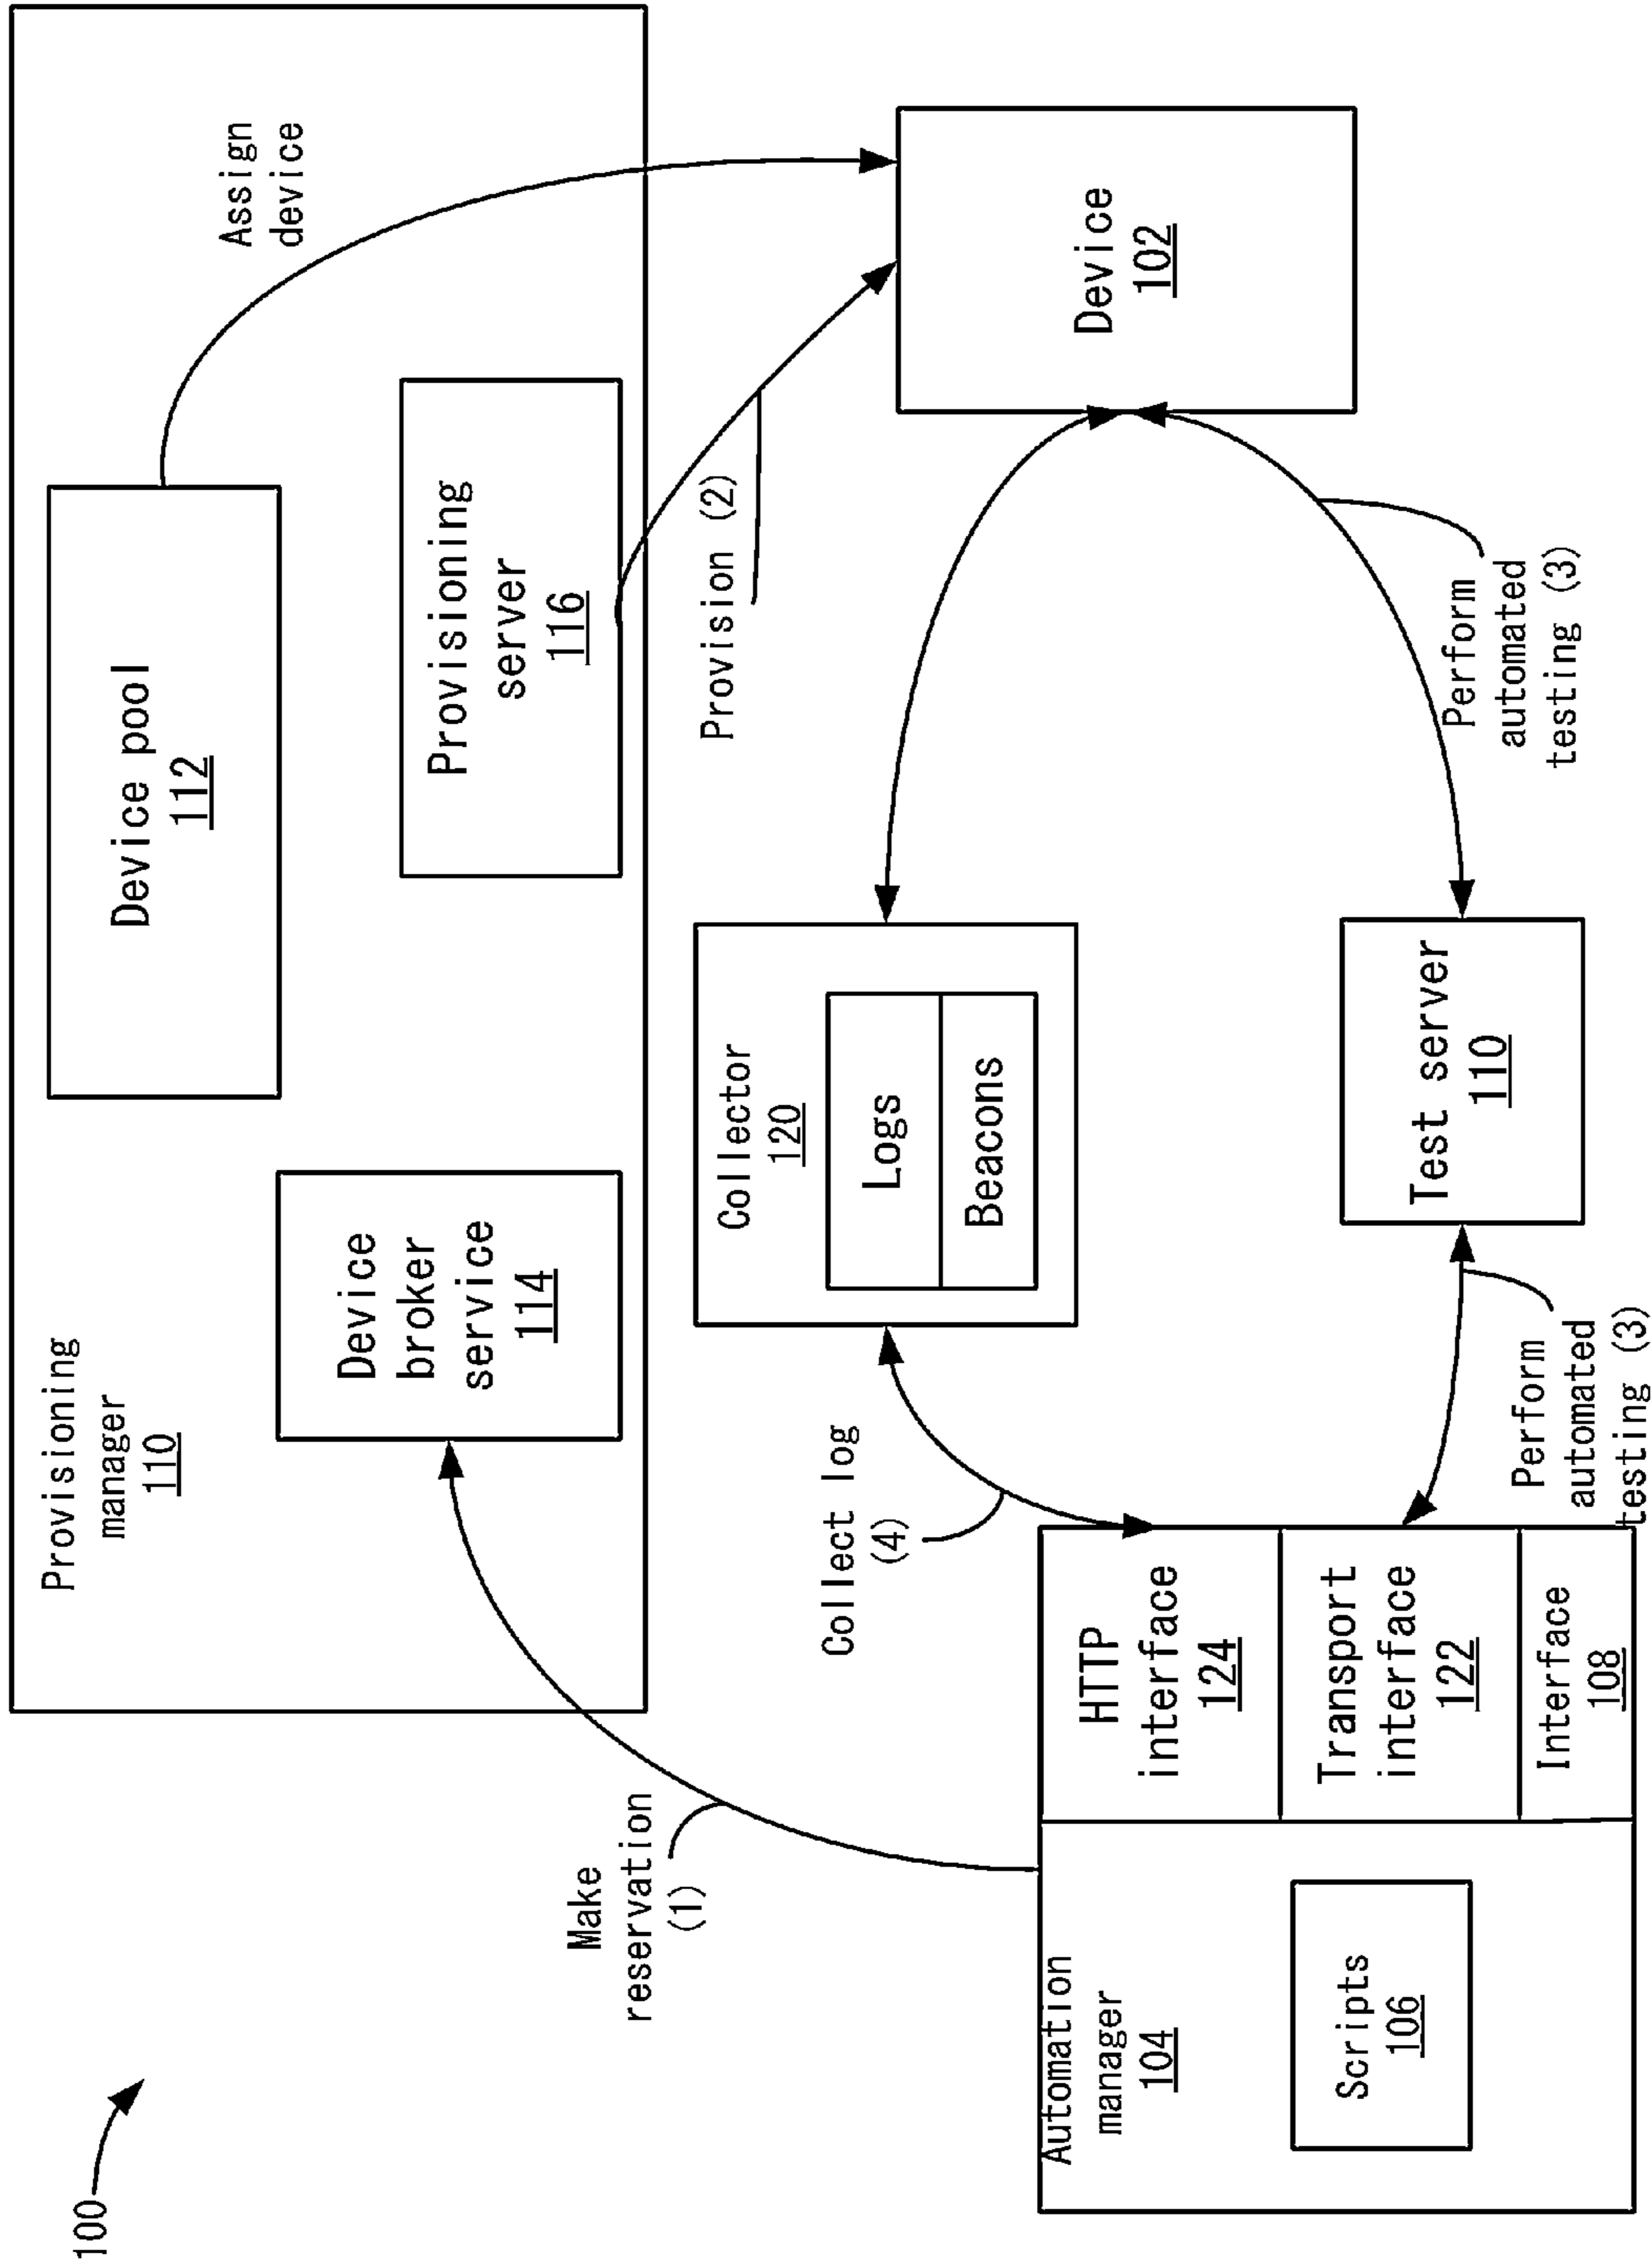 100
Provisioning
manager
110
Device pool
112
Assign
device
Device
broker
service
114
Provisioning
server
116
Make
reservation
(1)
Provision (2)
Collector
120
Logs
Beacons
Collect log
(4)
Device
102
Automation
manager
104
Scripts
106
HTTP
interface
124
Transport
interface
122
Interface
108
Test server
110
Perform
automated
testing (3)
Perform
automated
testing (3)